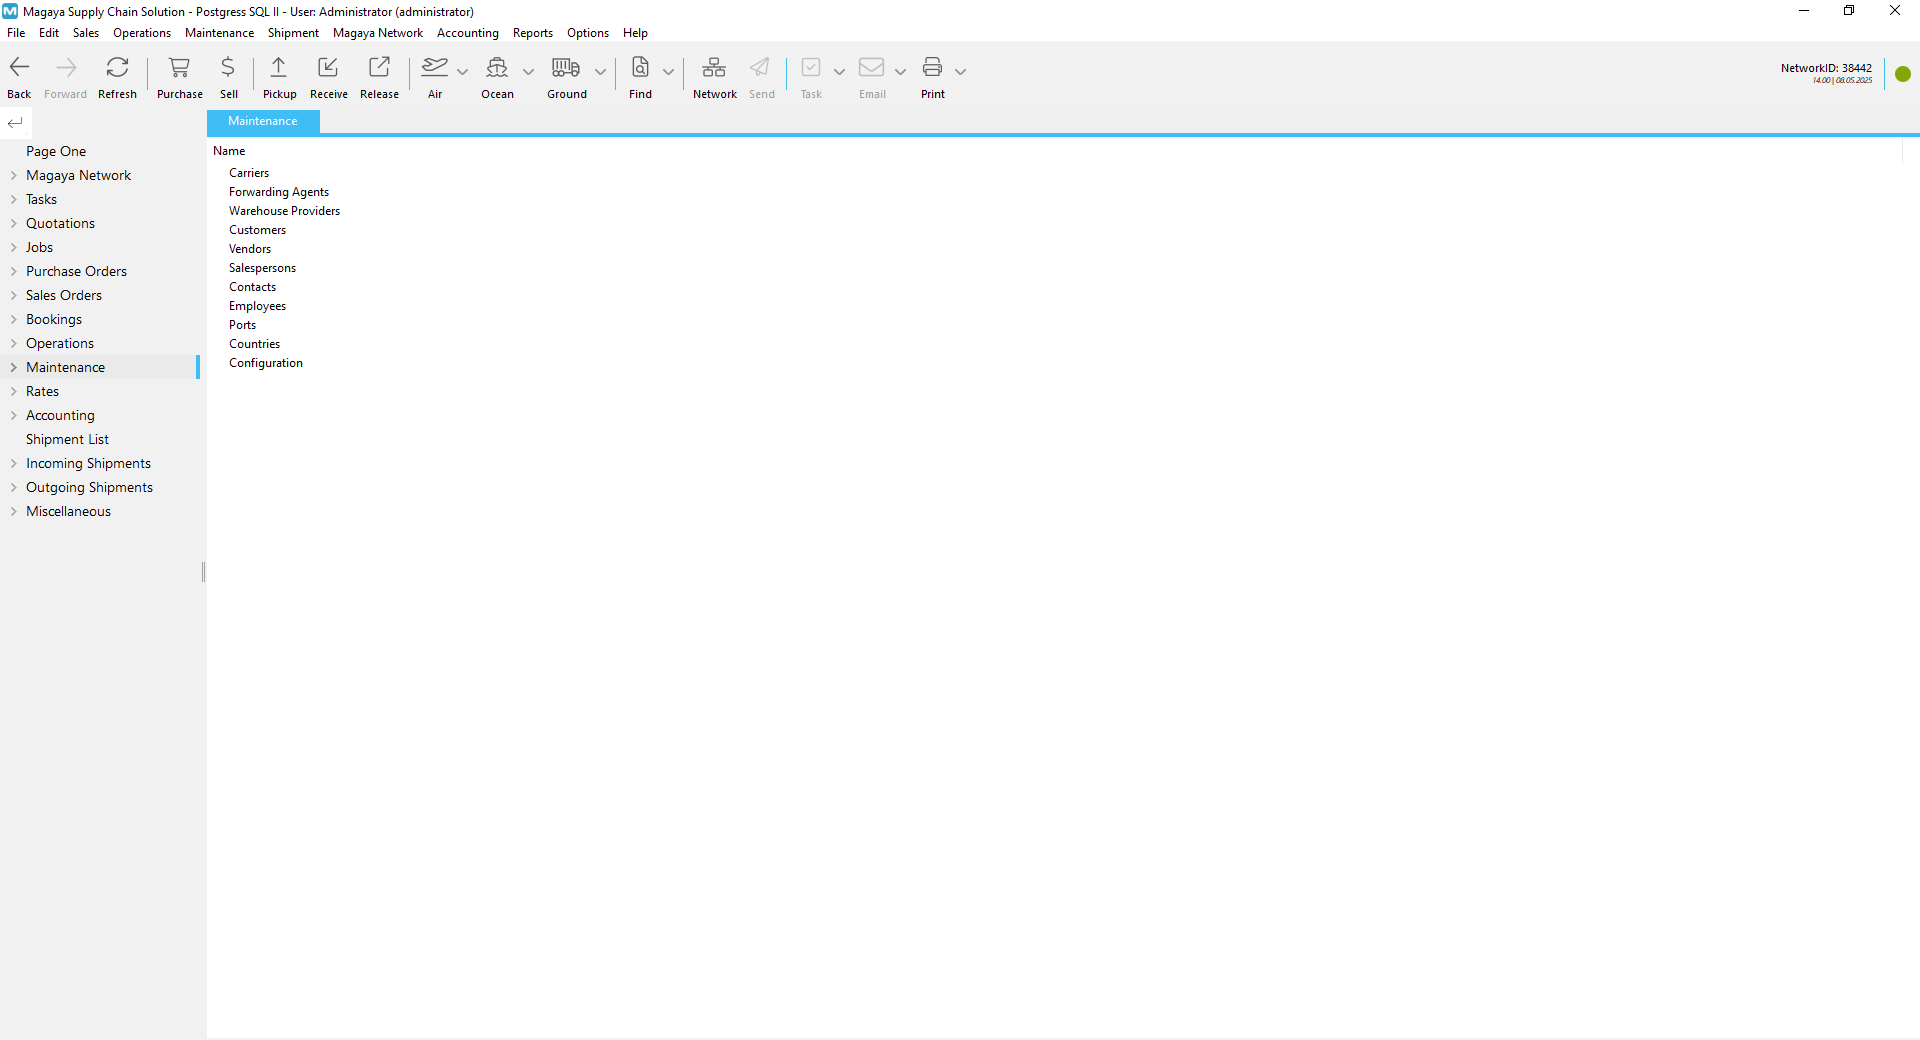 Magaya Supply Chain Solution - Postgress SQL II - User: Administrator (administrator)
File Edit Sales Operations Maintenance Shipment Magaya Network Accounting Reports Options Help
Back Forward Refresh Purchase Sell Pickup Receive Release Air Ocean Ground Find Network Send Task Email Print
NetworkID: 38442
14.00 | 08.05.2025
Page One
Magaya Network
Tasks
Quotations
Jobs
Purchase Orders
Sales Orders
Bookings
Operations
Maintenance
Rates
Accounting
Shipment List
Incoming Shipments
Outgoing Shipments
Miscellaneous
Maintenance
Name
Carriers
Forwarding Agents
Warehouse Providers
Customers
Vendors
Salespersons
Contacts
Employees
Ports
Countries
Configuration